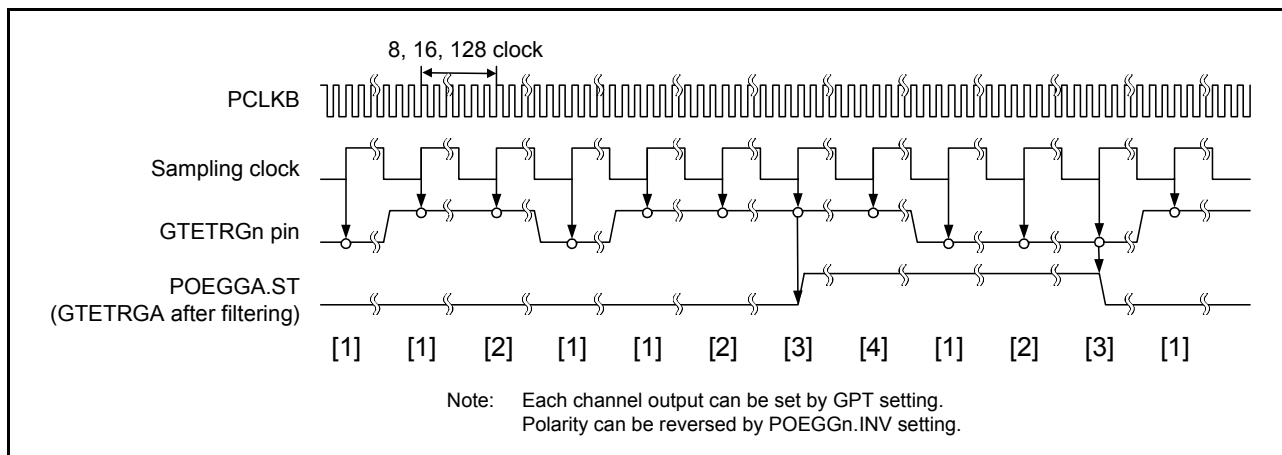 8, 16, 128 clock
PCLKB
Sampling clock
GTETRGn pin
POEGGA.ST
(GTETRGA after filtering)
[1] [1] [2] [1] [1] [2] [3] [4] [1] [2] [3] [1]
Note: Each channel output can be set by GPT setting.
Polarity can be reversed by POEGGn.INV setting.